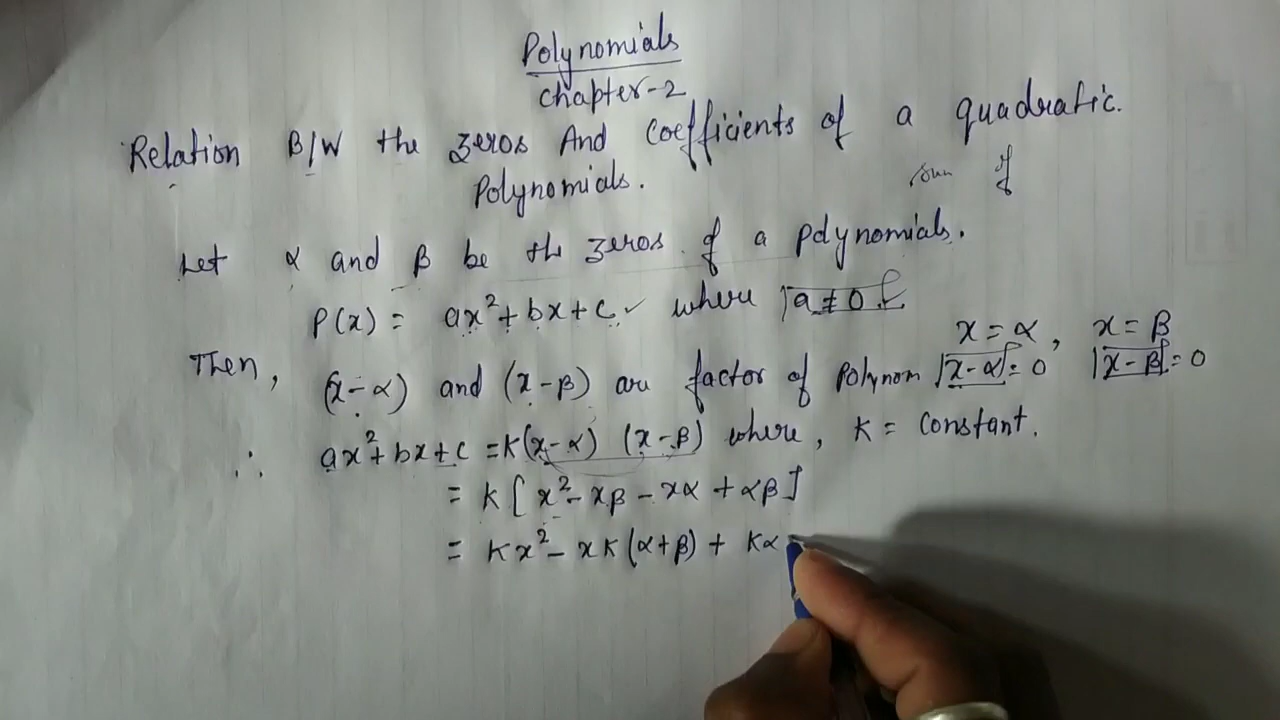 Polynomials
chapter-2
Relation B/W the zeros And Coefficients of a quadratic.
Polynomials.
sum of
Let α and β be the zeros of a polynomials.
P(x) = ax²+bx+c where a≠0
x=α, x=β
Then, (x-α) and (x-β) are factor of Polynom x-α=0 x-β=0
∴ ax²+bx+c =K(x-α) (x-β) where, K = constant.
= K[x²-xβ-xα+αβ]
= Kx²-xK(α+β)+Kα